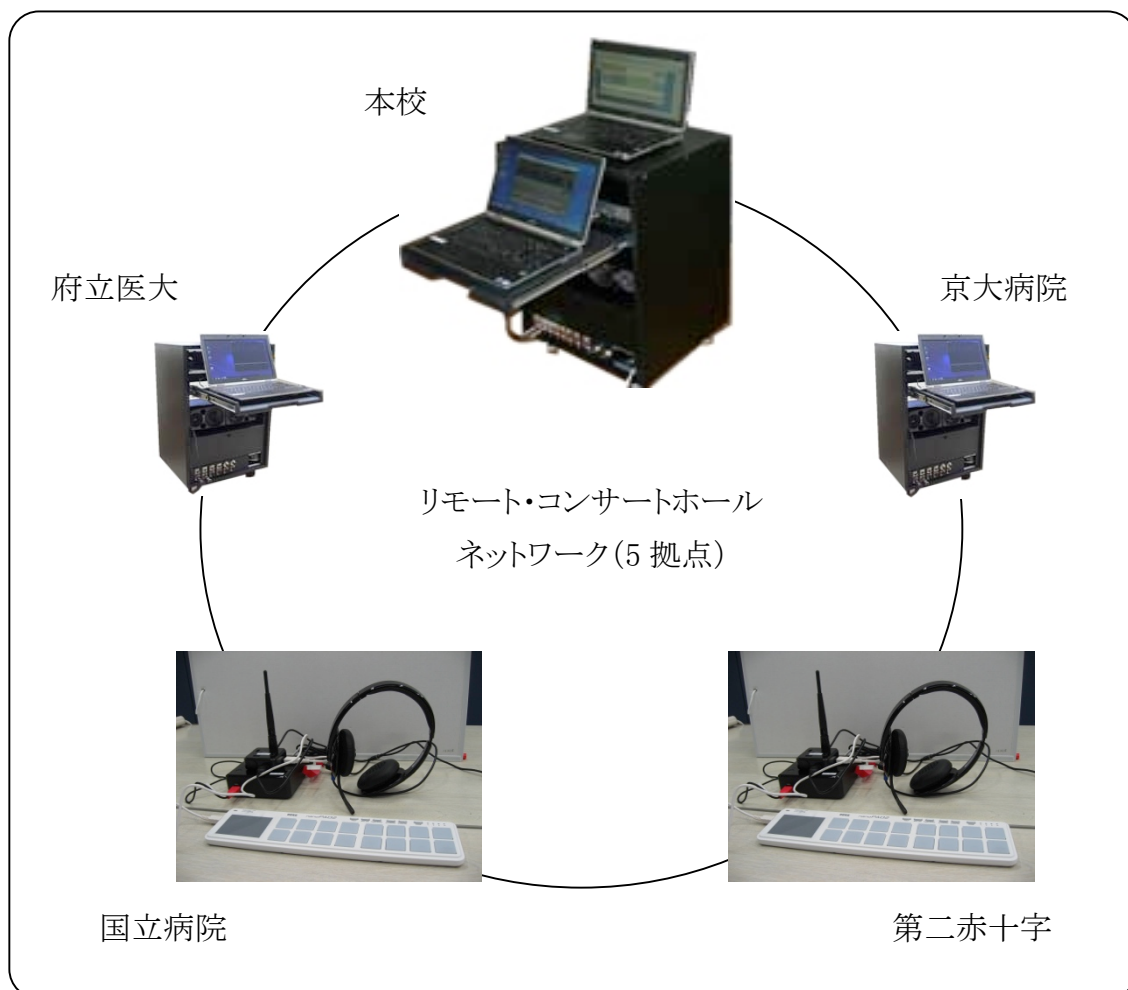 本校
府立医大
京大病院
リモート・コンサートホール
ネットワーク(5 拠点)
国立病院
第二赤十字